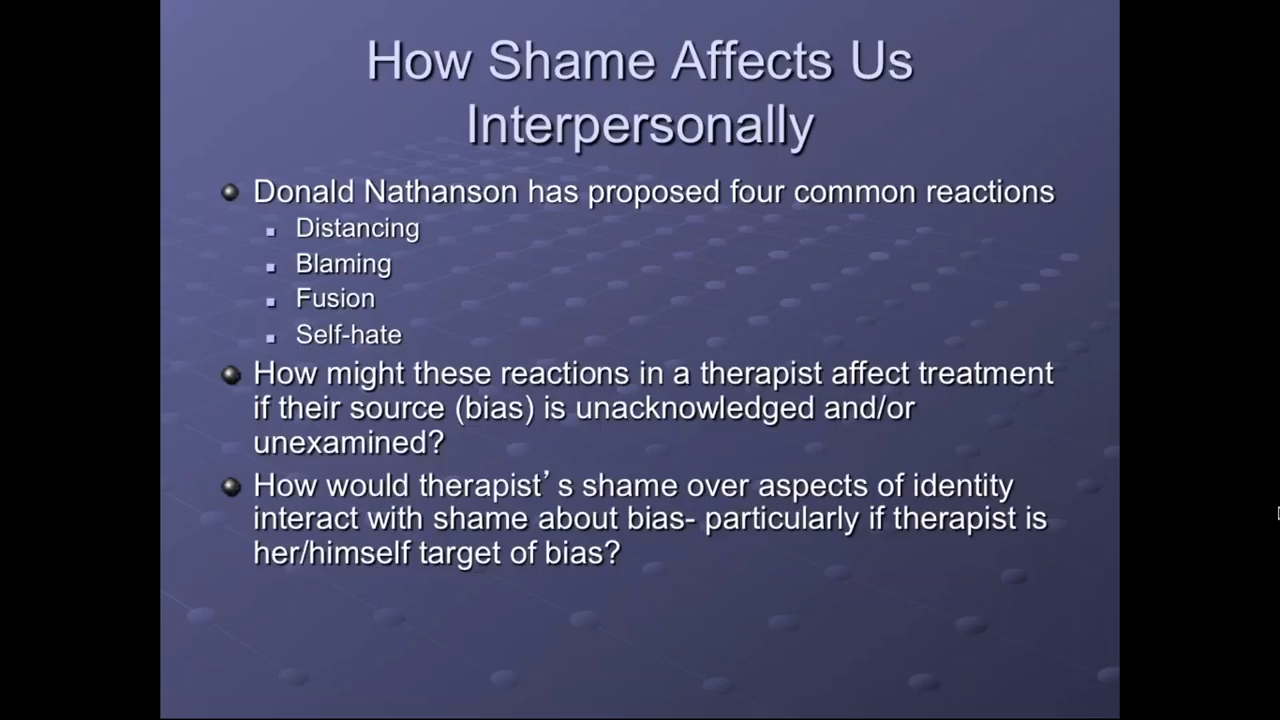 How Shame Affects Us
Interpersonally
Donald Nathanson has proposed four common reactions
Distancing
Blaming
Fusion
Self-hate
How might these reactions in a therapist affect treatment
if their source (bias) is unacknowledged and/or
unexamined?
How would therapist’s shame over aspects of identity
interact with shame about bias- particularly if therapist is
her/himself target of bias?